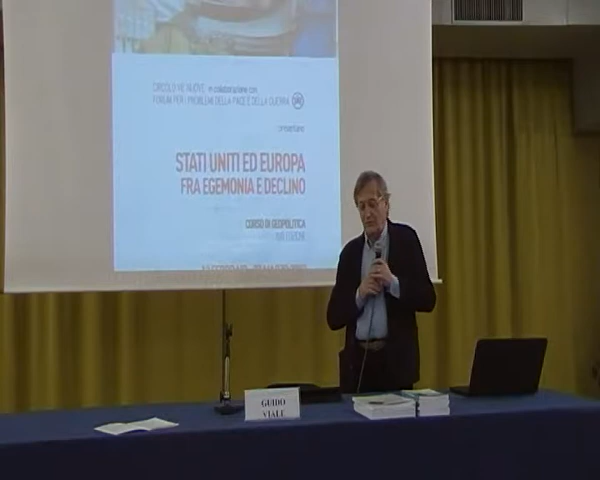 CIRCOLO VIE NUOVE in collaborazione con
FORUM PER I PROBLEMI DELLA PACE E DELLA GUERRA
presentano
STATI UNITI ED EUROPA
FRA EGEMONIA E DECLINO
CORSO DI GEOPOLITICA
GUIDO
VIALE